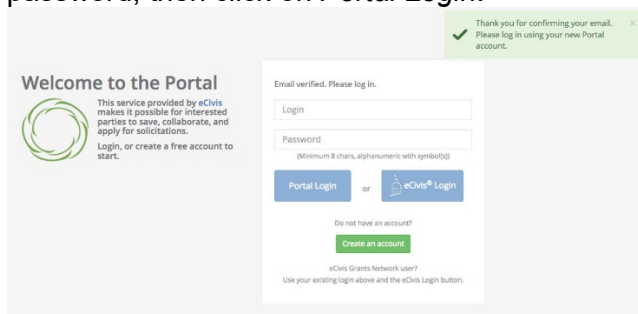 password, then click on Portal Login.
Thank you for confirming your email.
Please log in using your new Portal
account.
Welcome to the Portal
This service provided by eCivis
makes it possible for interested
parties to save, collaborate, and
apply for solicitations.
Login, or create a free account to
start.
Email verified. Please log in.
Login
Password
(Minimum 8 chars, alphanumeric with symbol(s))
Portal Login
or
eCivis® Login
Do not have an account?
Create an account
eCivis Grants Network user?
Use your existing login above and the eCivis Login button.